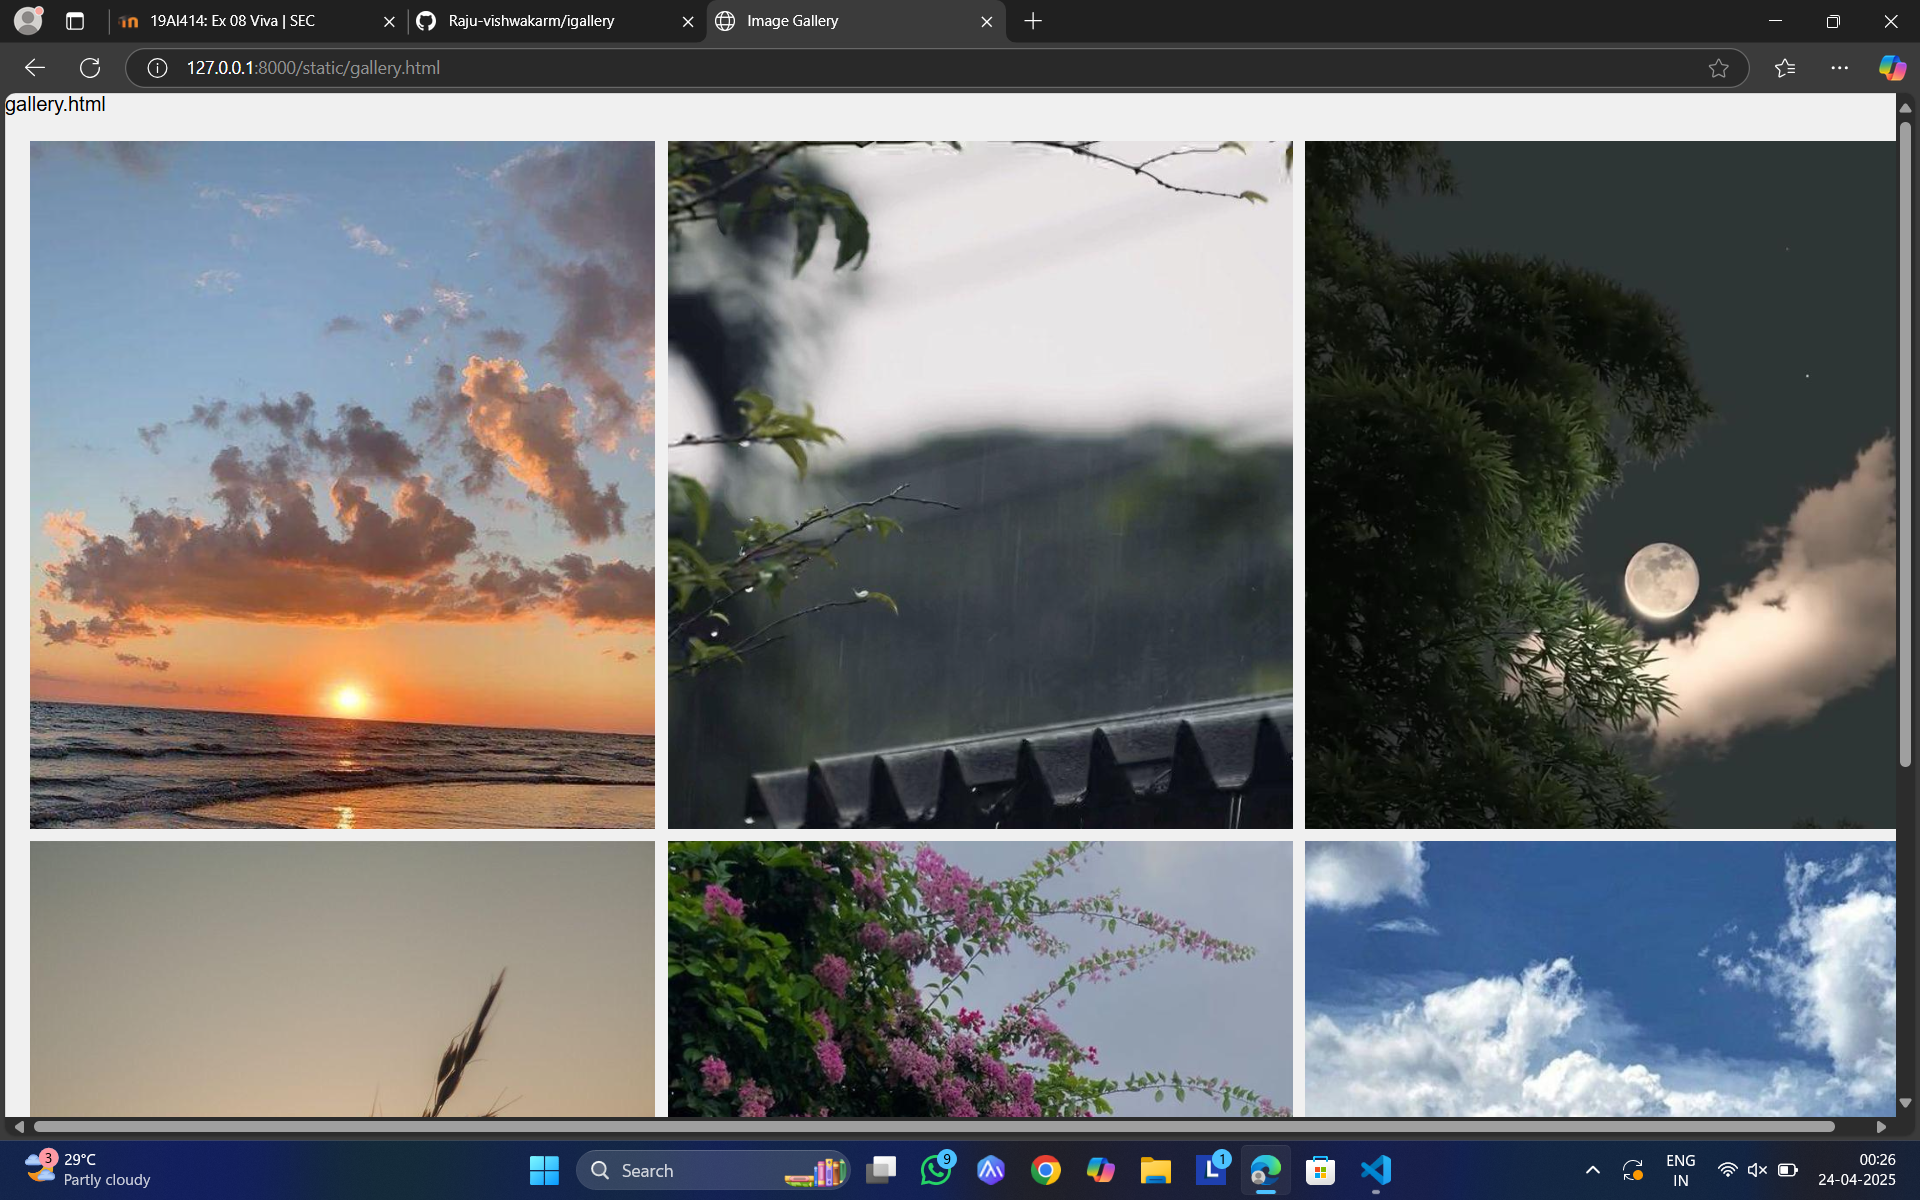 19AI414: Ex 08 Viva | SEC
Raju-vishwakarm/igallery
Image Gallery
127.0.0.1:8000/static/gallery.html
gallery.html
3
29°C
Partly cloudy
Search
9
L
1
ENG
IN
00:26
24-04-2025